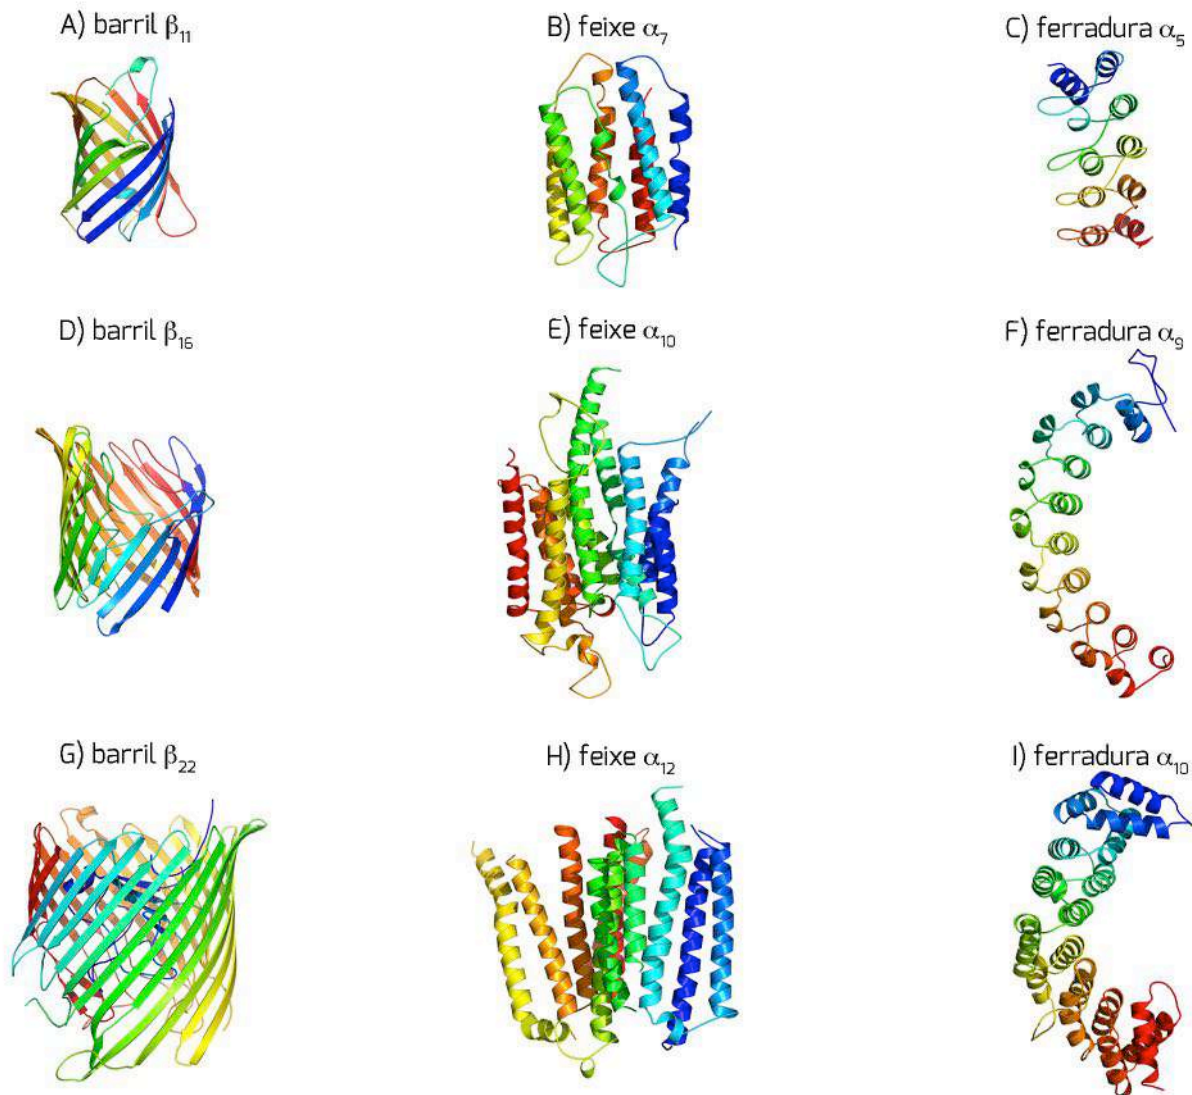 A) barril β₁₁
B) feixe α₇
C) ferradura α₅
D) barril β₁₆
E) feixe α₁₀
F) ferradura α₉
G) barril β₂₂
H) feixe α₁₂
I) ferradura α₁₀